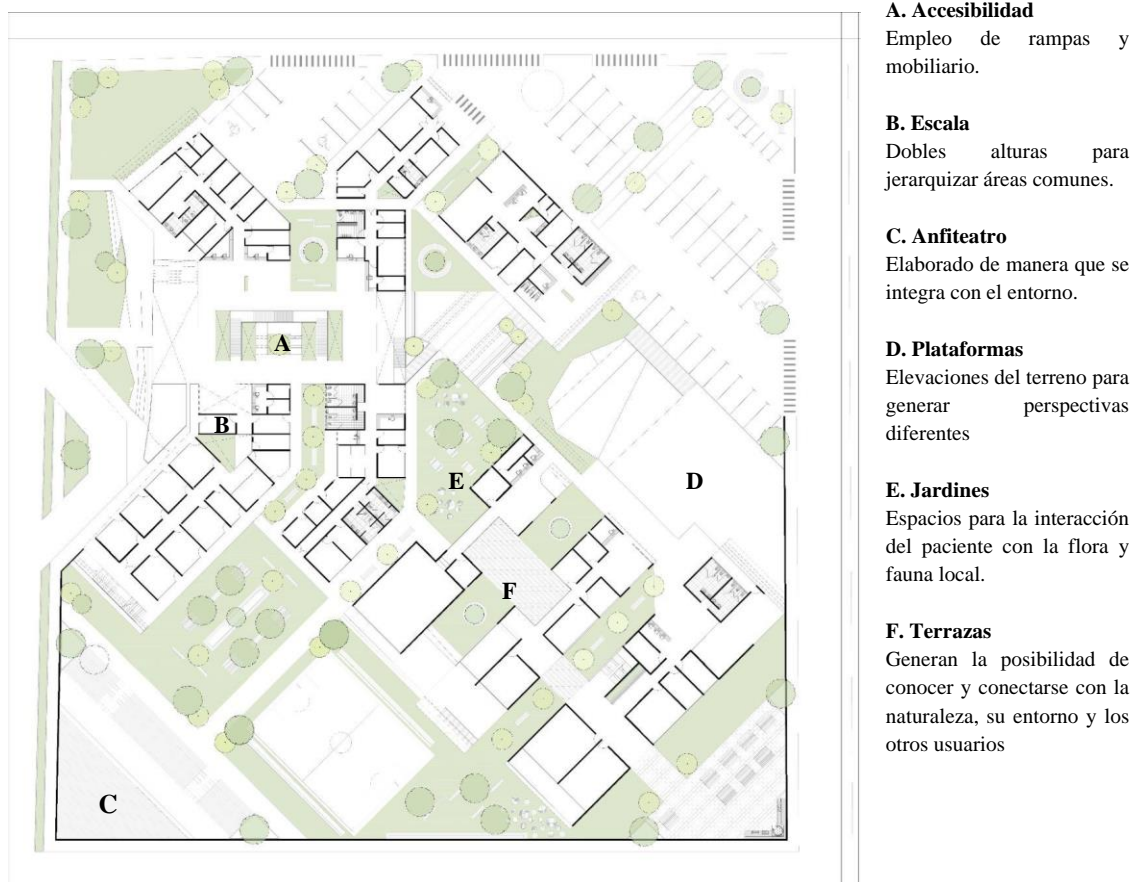 A. Accesibilidad
Empleo de rampas y
mobiliario.
B. Escala
Dobles alturas para
jerarquizar áreas comunes.
C. Anfiteatro
Elaborado de manera que se
integra con el entorno.
D. Plataformas
Elevaciones del terreno para
generar perspectivas
diferentes
E. Jardines
Espacios para la interacción
del paciente con la flora y
fauna local.
F. Terrazas
Generan la posibilidad de
conocer y conectarse con la
naturaleza, su entorno y los
otros usuarios
A
B
E
D
F
C